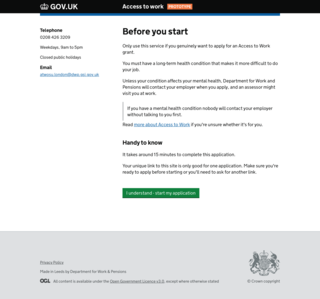 GOV.UK
Access to work PROTOTYPE
Telephone
0208 426 3209
Weekdays, 9am to 5pm
Closed public holidays
Email
Before you start
Only use this service if you genuinely want to apply for an Access to Work
grant.
You must have a long-term health condition that makes it more difficult to do
your job.
Unless your condition affects your mental health, Department for Work and
Pensions will contact your employer when you apply, and an assessor might
visit you at work.
If you have a mental health condition nobody will contact your employer
without talking to you first.
Read more about Access to Work if you're unsure whether it's for you.
Handy to know
It takes around 15 minutes to complete this application.
Your unique link to this site is only good for one application. Make sure you're
ready to apply before starting or you'll need to ask for another link.
I understand - start my application
Privacy Policy
Made in Leeds by Department for Work & Pensions
OGL All content is available under the Open Government Licence v3.0, except where otherwise stated
© Crown copyright